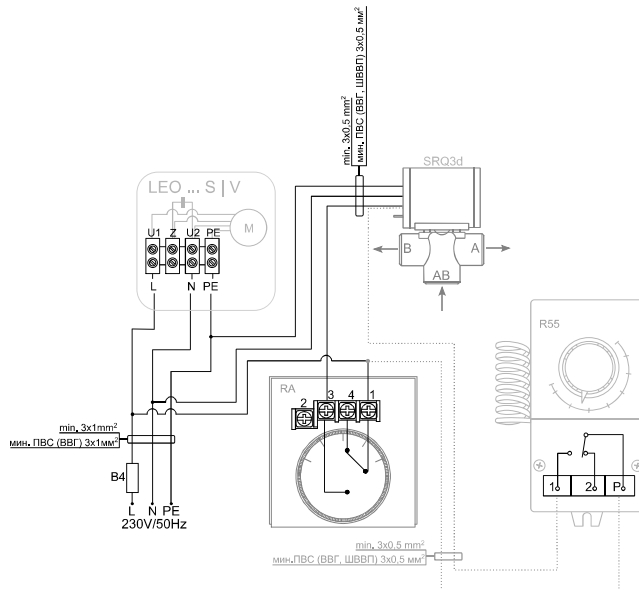 min. 3x0,5 mm²
мин. ПВС (ВВГ, ШВВП) 3x0,5 мм²
SRQ3d
LEO ... S | V
M
U1 Z U2 PE
L N PE
B A
AB
R55
RA
2 3 4 1
min, 3x1mm²
мин. ПВС (ВВГ) 3x1мм²
B4
L N PE
230V/50Hz
1 2 P
min, 3x0,5 mm²
мин.ПВС (ВВГ, ШВВП) 3x0,5 мм²